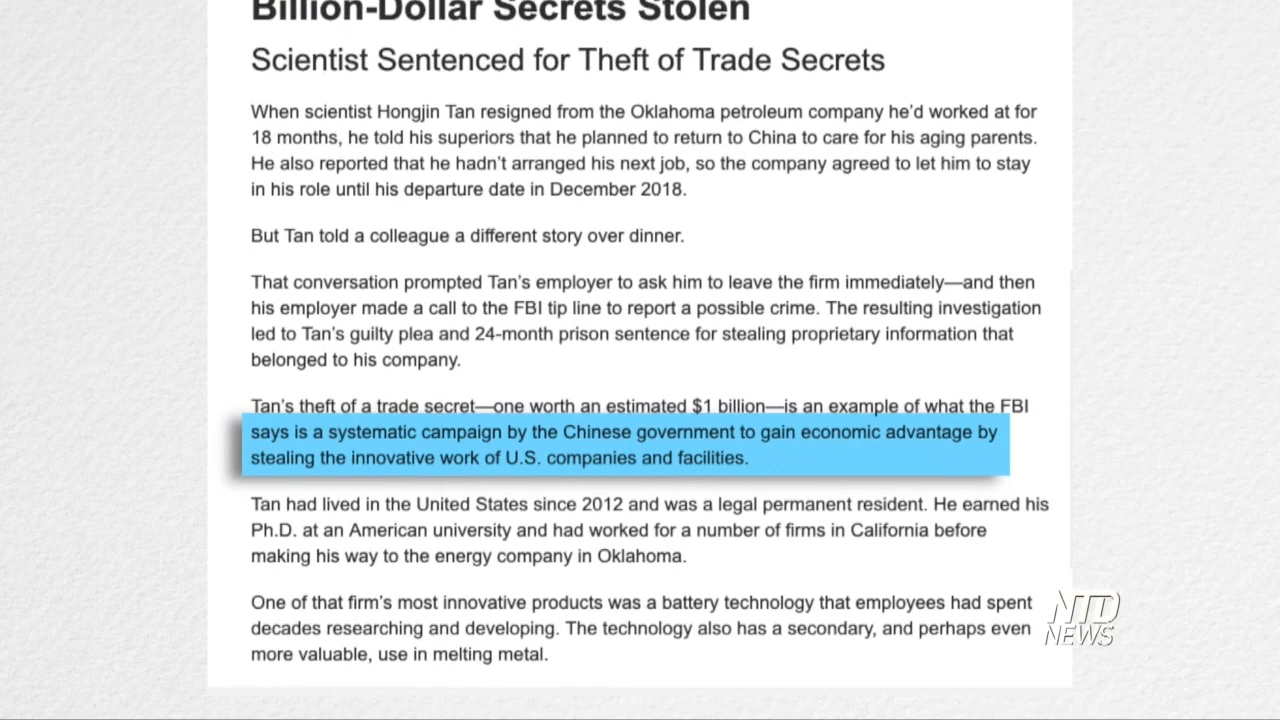 Billion-Dollar Secrets Stolen
Scientist Sentenced for Theft of Trade Secrets
When scientist Hongjin Tan resigned from the Oklahoma petroleum company he’d worked at for
18 months, he told his superiors that he planned to return to China to care for his aging parents.
He also reported that he hadn’t arranged his next job, so the company agreed to let him to stay
in his role until his departure date in December 2018.
But Tan told a colleague a different story over dinner.
That conversation prompted Tan’s employer to ask him to leave the firm immediately—and then
his employer made a call to the FBI tip line to report a possible crime. The resulting investigation
led to Tan’s guilty plea and 24-month prison sentence for stealing proprietary information that
belonged to his company.
Tan’s theft of a trade secret—one worth an estimated $1 billion—is an example of what the FBI
says is a systematic campaign by the Chinese government to gain economic advantage by
stealing the innovative work of U.S. companies and facilities.
Tan had lived in the United States since 2012 and was a legal permanent resident. He earned his
Ph.D. at an American university and had worked for a number of firms in California before
making his way to the energy company in Oklahoma.
One of that firm’s most innovative products was a battery technology that employees had spent
decades researching and developing. The technology also has a secondary, and perhaps even
more valuable, use in melting metal.
NTD
NEWS